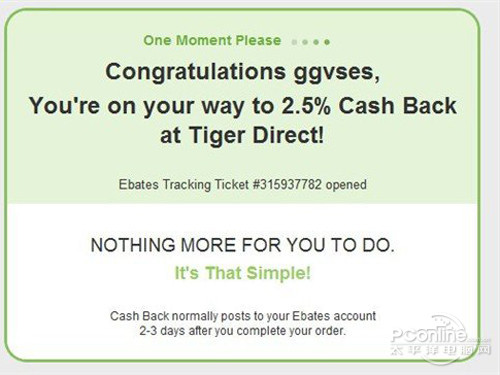 One Moment Please
Congratulations ggvses,
You're on your way to 2.5% Cash Back
at Tiger Direct!
Ebates Tracking Ticket #315937782 opened
NOTHING MORE FOR YOU TO DO.
It's That Simple!
Cash Back normally posts to your Ebates account
2-3 days after you complete your order.
PConline
太平洋电脑网